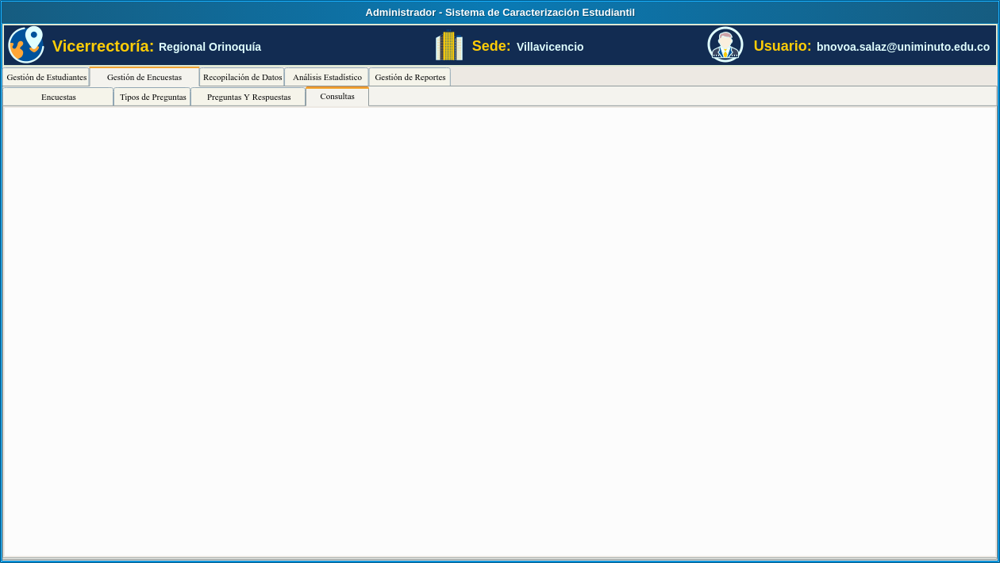 Administrador - Sistema de Caracterización Estudiantil
Vicerrectoría: Regional Orinoquía Sede: Villavicencio Usuario: bnovoa.salaz@uniminuto.edu.co
Gestión de Estudiantes Gestión de Encuestas Recopilación de Datos Análisis Estadístico Gestión de Reportes
Encuestas Tipos de Preguntas Preguntas Y Respuestas Consultas